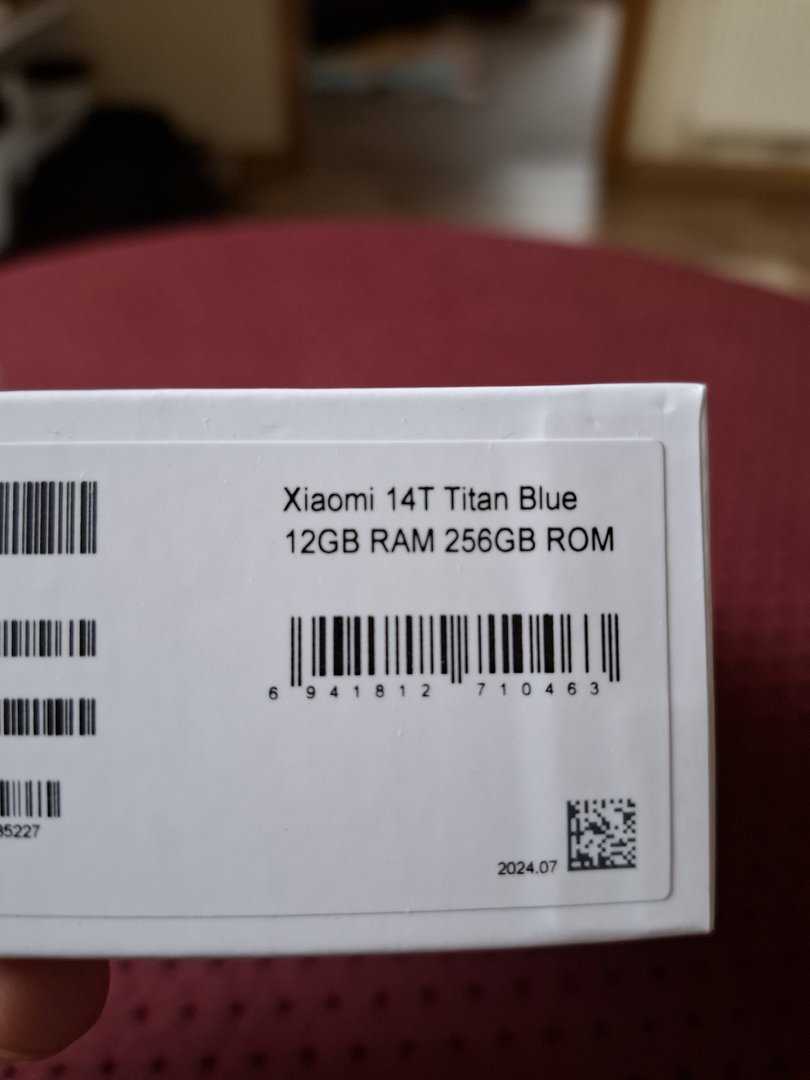 Xiaomi 14T Titan Blue
12GB RAM 256GB ROM
6 941812 710463
35227
2024.07